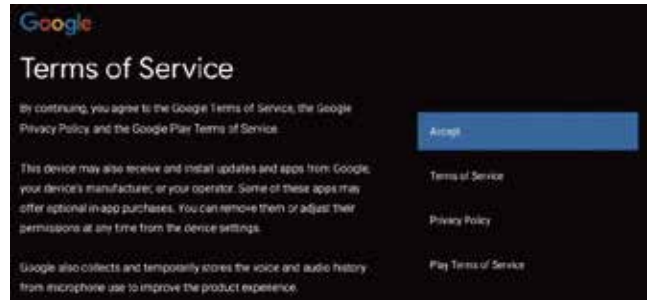 Google
Terms of Service
By continuing, you agree to the Google Terms of Service, the Google
Privacy Policy, and the Google Play Terms of Service.
This device may also receive and install updates and apps from Google,
your device's manufacturer, or your operator. Some of these apps may
offer optional in-app purchases. You can remove them or adjust their
permissions at any time from the device settings.
Google also collects and temporarily stores the voice and audio history
from microphone use to improve the product experience.
Accept
Terms of Service
Privacy Policy
Play Terms of Service